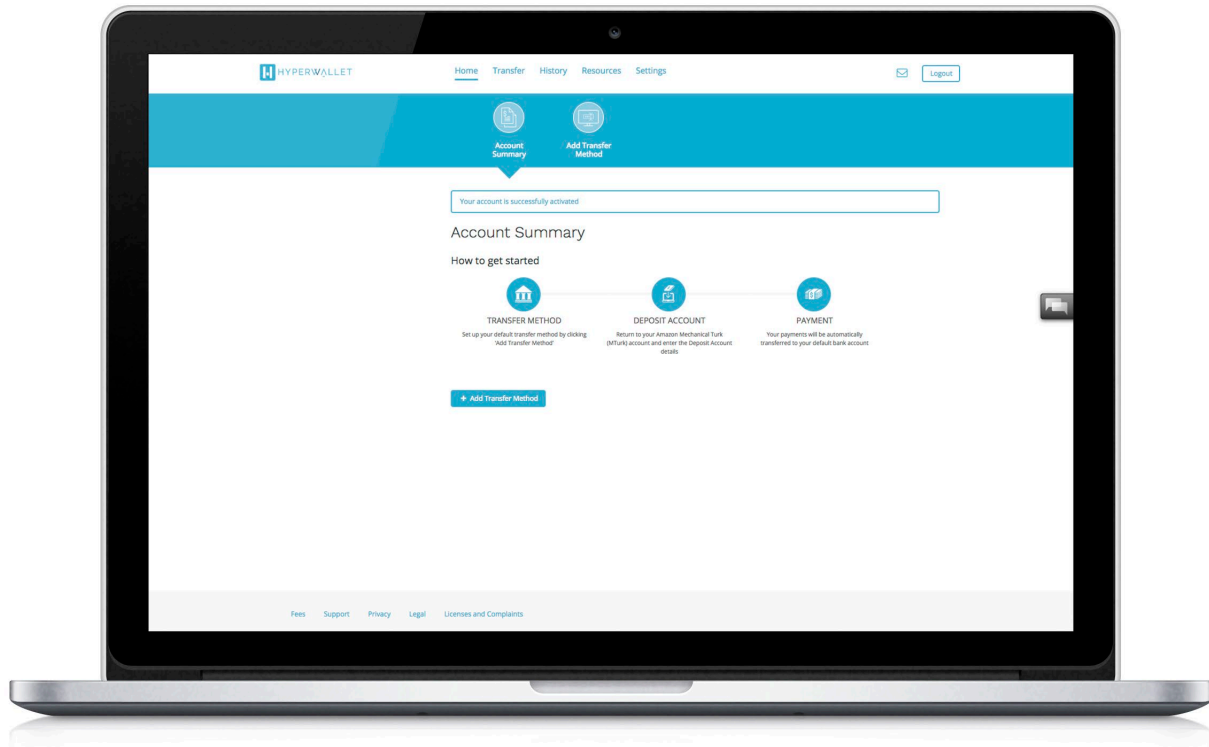 HYPERWALLET
Home Transfer History Resources Settings
Logout
Account
Summary
Add Transfer
Method
Your account is successfully activated
Account Summary
How to get started
TRANSFER METHOD
Set up your default transfer method by clicking
'Add Transfer Method'
DEPOSIT ACCOUNT
Return to your Amazon Mechanical Turk
(MTurk) account and enter the Deposit Account
details
PAYMENT
Your payments will be automatically
transferred to your default bank account
+ Add Transfer Method
Fees Support Privacy Legal Licenses and Complaints